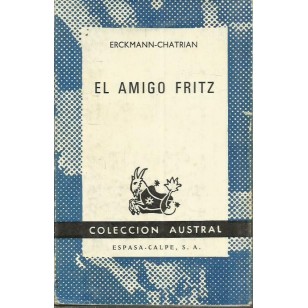 ERCKMANN-CHATRIAN
EL AMIGO FRITZ
COLECCION AUSTRAL
ESPASA-CALPE, S. A.